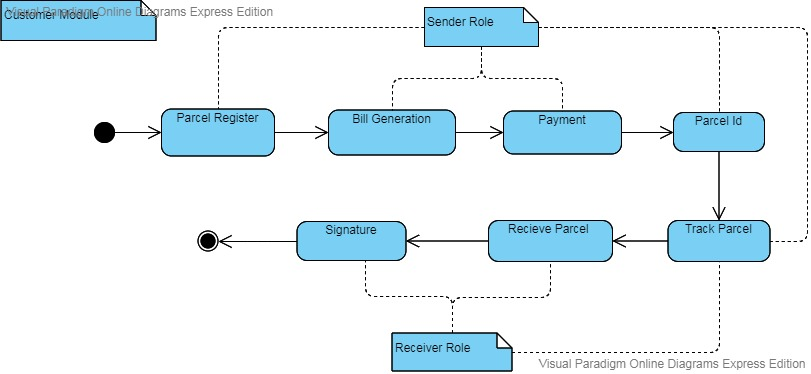 Visual Paradigm Online Diagrams Express Edition
Customer Module
Sender Role
Parcel Register
Bill Generation
Payment
Parcel Id
Signature
Recieve Parcel
Track Parcel
Receiver Role
Visual Paradigm Online Diagrams Express Edition